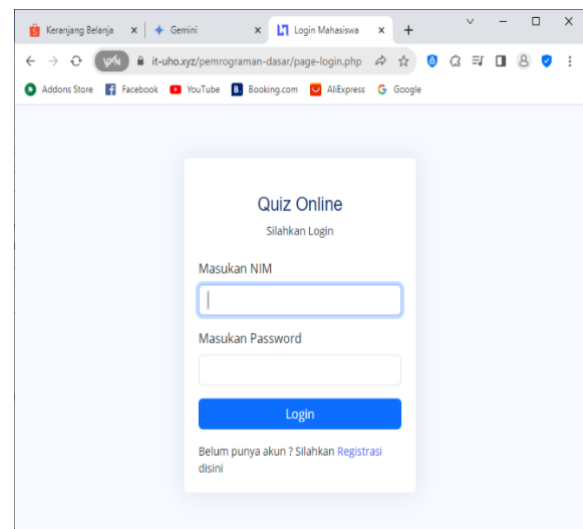 Keranjang Belanja
Gemini
Login Mahasiswa
it-uho.xyz/pemrograman-dasar/page-login.php
VPN
Addons Store Facebook YouTube B. Booking.com AliExpress G Google
Quiz Online
Silahkan Login
Masukan NIM
Masukan Password
Login
Belum punya akun ? Silahkan Registrasi
disini